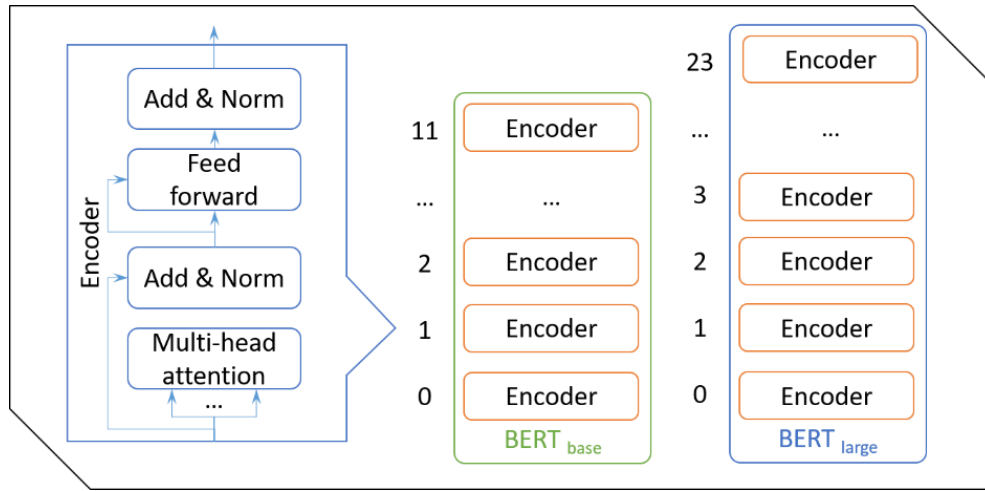 Add & Norm
Feed
forward
Add & Norm
Multi-head
attention
...
Encoder
11
Encoder
...
...
2
Encoder
1
Encoder
0
Encoder
BERT base
23
Encoder
...
...
3
Encoder
2
Encoder
1
Encoder
0
Encoder
BERT large